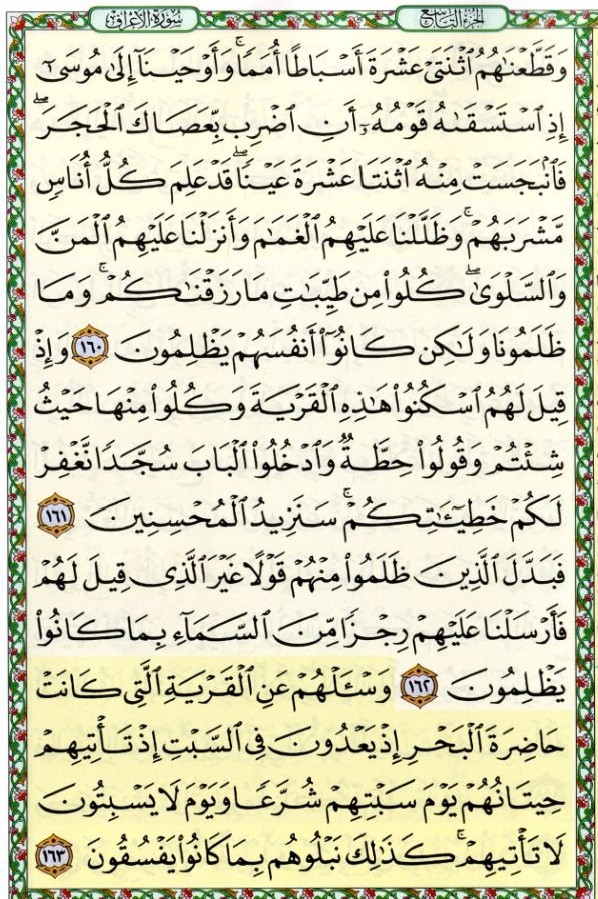 الجزء التاسع
سورة الأعراف
وَقَطَّعْنَٰهُمُ ٱثْنَتَىْ عَشْرَةَ أَسْبَاطًا أُمَمًا ۚ وَأَوْحَيْنَآ إِلَىٰ مُوسَىٰٓ
إِذِ ٱسْتَسْقَىٰهُ قَوْمُهُۥٓ أَنِ ٱضْرِب بِّعَصَاكَ ٱلْحَجَرَ ۖ
فَٱنۢبَجَسَتْ مِنْهُ ٱثْنَتَا عَشْرَةَ عَيْنًا ۖ قَدْ عَلِمَ كُلُّ أُنَاسٍ
مَّشْرَبَهُمْ ۚ وَظَلَّلْنَا عَلَيْهِمُ ٱلْغَمَٰمَ وَأَنزَلْنَا عَلَيْهِمُ ٱلْمَنَّ
وَٱلسَّلْوَىٰ ۖ كُلُوا۟ مِن طَيِّبَٰتِ مَا رَزَقْنَٰكُمْ ۚ وَمَا
ظَلَمُونَا وَلَٰكِن كَانُوٓا۟ أَنفُسَهُمْ يَظْلِمُونَ ١٦٠ وَإِذْ
قِيلَ لَهُمُ ٱسْكُنُوا۟ هَٰذِهِ ٱلْقَرْيَةَ وَكُلُوا۟ مِنْهَا حَيْثُ
شِئْتُمْ وَقُولُوا۟ حِطَّةٌ وَٱدْخُلُوا۟ ٱلْبَابَ سُجَّدًا نَّغْفِرْ
لَكُمْ خَطِيٓـَٰٔتِكُمْ ۚ سَنَزِيدُ ٱلْمُحْسِنِينَ ١٦١
فَبَدَّلَ ٱلَّذِينَ ظَلَمُوا۟ مِنْهُمْ قَوْلًا غَيْرَ ٱلَّذِى قِيلَ لَهُمْ
فَأَرْسَلْنَا عَلَيْهِمْ رِجْزًا مِّنَ ٱلسَّمَآءِ بِمَا كَانُوا۟
يَظْلِمُونَ ١٦٢ وَسْـَٔلْهُمْ عَنِ ٱلْقَرْيَةِ ٱلَّتِى كَانَتْ
حَاضِرَةَ ٱلْبَحْرِ إِذْ يَعْدُونَ فِى ٱلسَّبْتِ إِذْ تَأْتِيهِمْ
حِيتَانُهُمْ يَوْمَ سَبْتِهِمْ شُرَّعًا وَيَوْمَ لَا يَسْبِتُونَ
لَا تَأْتِيهِمْ ۚ كَذَٰلِكَ نَبْلُوهُم بِمَا كَانُوا۟ يَفْسُقُونَ ١٦٣